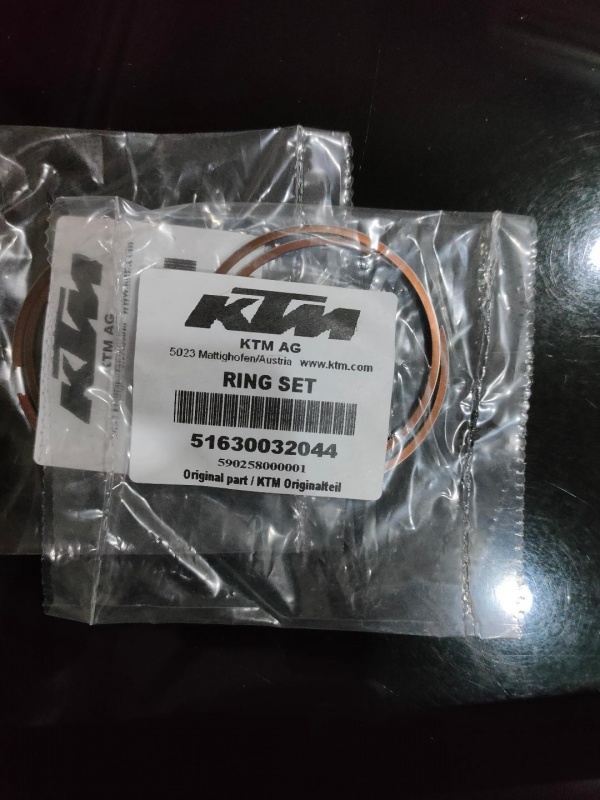 KTM
KTM AG
5023 Mattighofen/Austria www.ktm.com
RING SET
51630032044
590258000001
Original part / KTM Originalteil
KTM
KTM AG